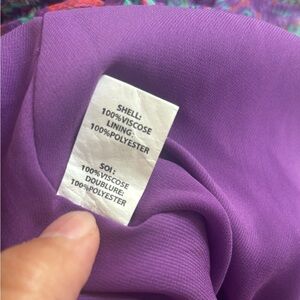 SHELL:
100%VISCOSE
LINING:
100%POLYESTER
SOI:
100%VISCOSE
DOUBLURE:
100%POLYESTER